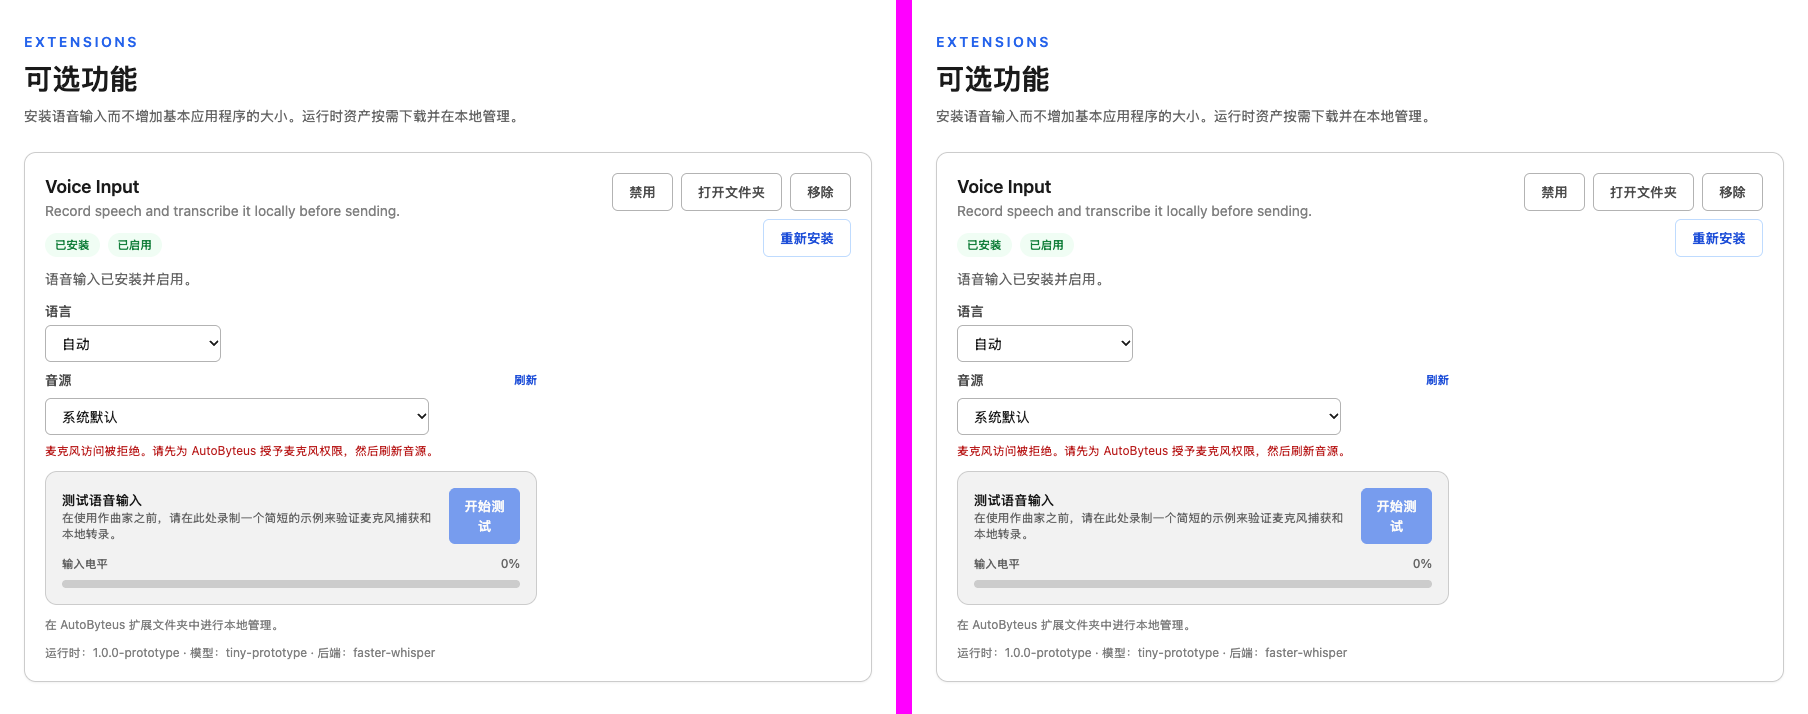 EXTENSIONS
可选功能
安装语音输入而不增加基本应用程序的大小。运行时资产按需下载并在本地管理。
Voice Input
Record speech and transcribe it locally before sending.
禁用
打开文件夹
移除
重新安装
已安装
已启用
语音输入已安装并启用。
语言
自动
音源
刷新
系统默认
麦克风访问被拒绝。请先为 AutoByteus 授予麦克风权限，然后刷新音源。
测试语音输入
在使用作曲家之前，请在此处录制一个简短的示例来验证麦克风捕获和
本地转录。
开始测
试
输入电平
0%
在 AutoByteus 扩展文件夹中进行本地管理。
运行时：1.0.0-prototype · 模型：tiny-prototype · 后端：faster-whisper
EXTENSIONS
可选功能
安装语音输入而不增加基本应用程序的大小。运行时资产按需下载并在本地管理。
Voice Input
Record speech and transcribe it locally before sending.
禁用
打开文件夹
移除
重新安装
已安装
已启用
语音输入已安装并启用。
语言
自动
音源
刷新
系统默认
麦克风访问被拒绝。请先为 AutoByteus 授予麦克风权限，然后刷新音源。
测试语音输入
在使用作曲家之前，请在此处录制一个简短的示例来验证麦克风捕获和
本地转录。
开始测
试
输入电平
0%
在 AutoByteus 扩展文件夹中进行本地管理。
运行时：1.0.0-prototype · 模型：tiny-prototype · 后端：faster-whisper